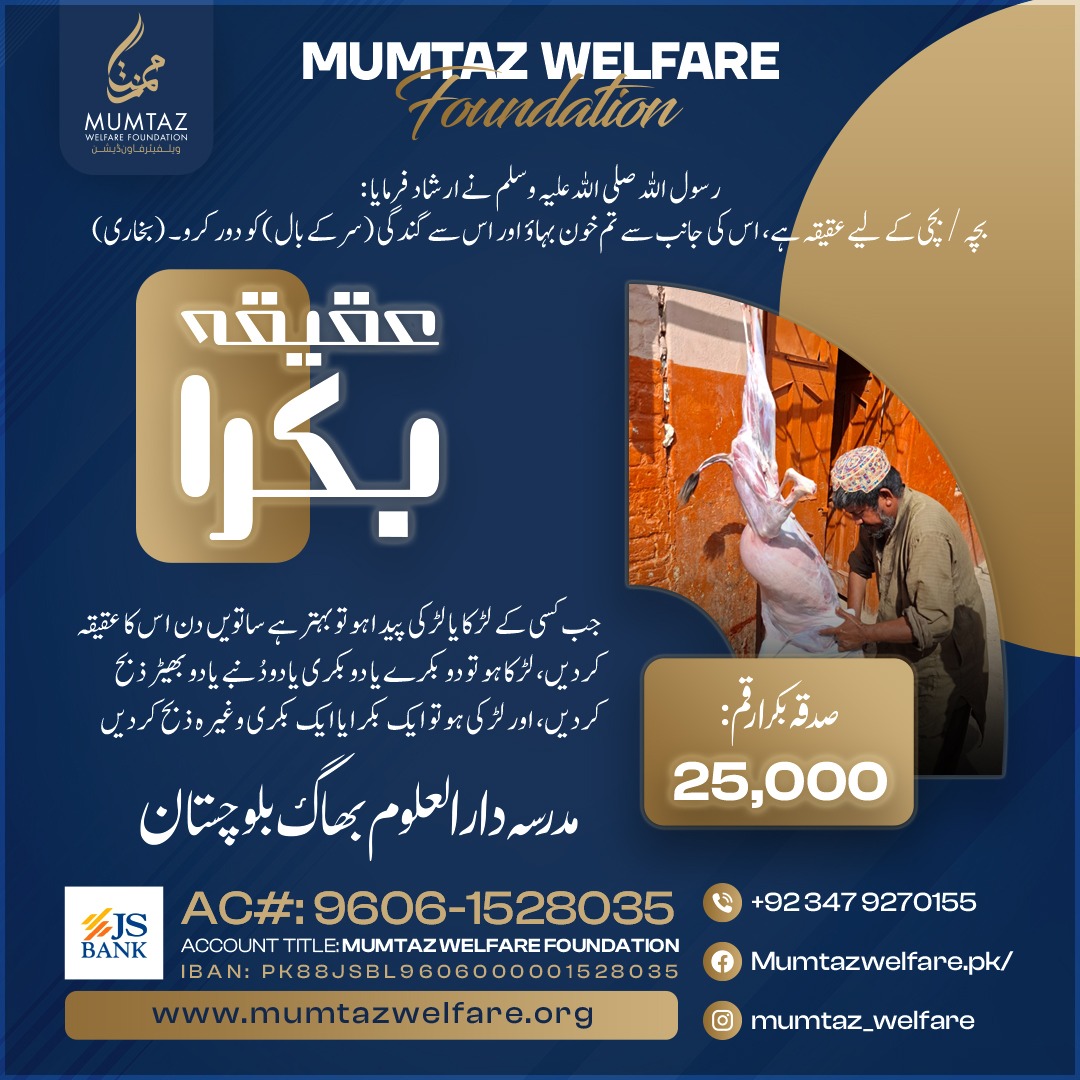 ممتاز
MUMTAZ
WELFARE FOUNDATION
ویلفیئر فاونڈیشن
MUMTAZ WELFARE
Foundation
رسول اللہ صلی اللہ علیہ وسلم نے ارشاد فرمایا:
بچہ / بچی کے لیے عقیقہ ہے، اس کی جانب سے تم خون بہاؤ اور اس سے گندگی (سر کے بال) کو دور کرو۔ (بخاری)
عقیقہ
بکرا
جب کسی کے لڑکا یا لڑکی پیدا ہو تو بہتر ہے ساتویں دن اس کا عقیقہ
کر دیں، لڑکا ہو تو دو بکرے یا دو بکری یا دو دُنبے یا دو بھیڑ ذبح
کر دیں، اور لڑکی ہو تو ایک بکرا یا ایک بکری وغیرہ ذبح کر دیں
صدقہ بکرا رقم:
25,000
مدرسہ دارالعلوم بھاگ بلوچستان
JS BANK
AC#: 9606-1528035
ACCOUNT TITLE: MUMTAZ WELFARE FOUNDATION
IBAN: PK88JSBL9606000001528035
www.mumtazwelfare.org
+92 347 9270155
Mumtazwelfare.pk/
mumtaz_welfare